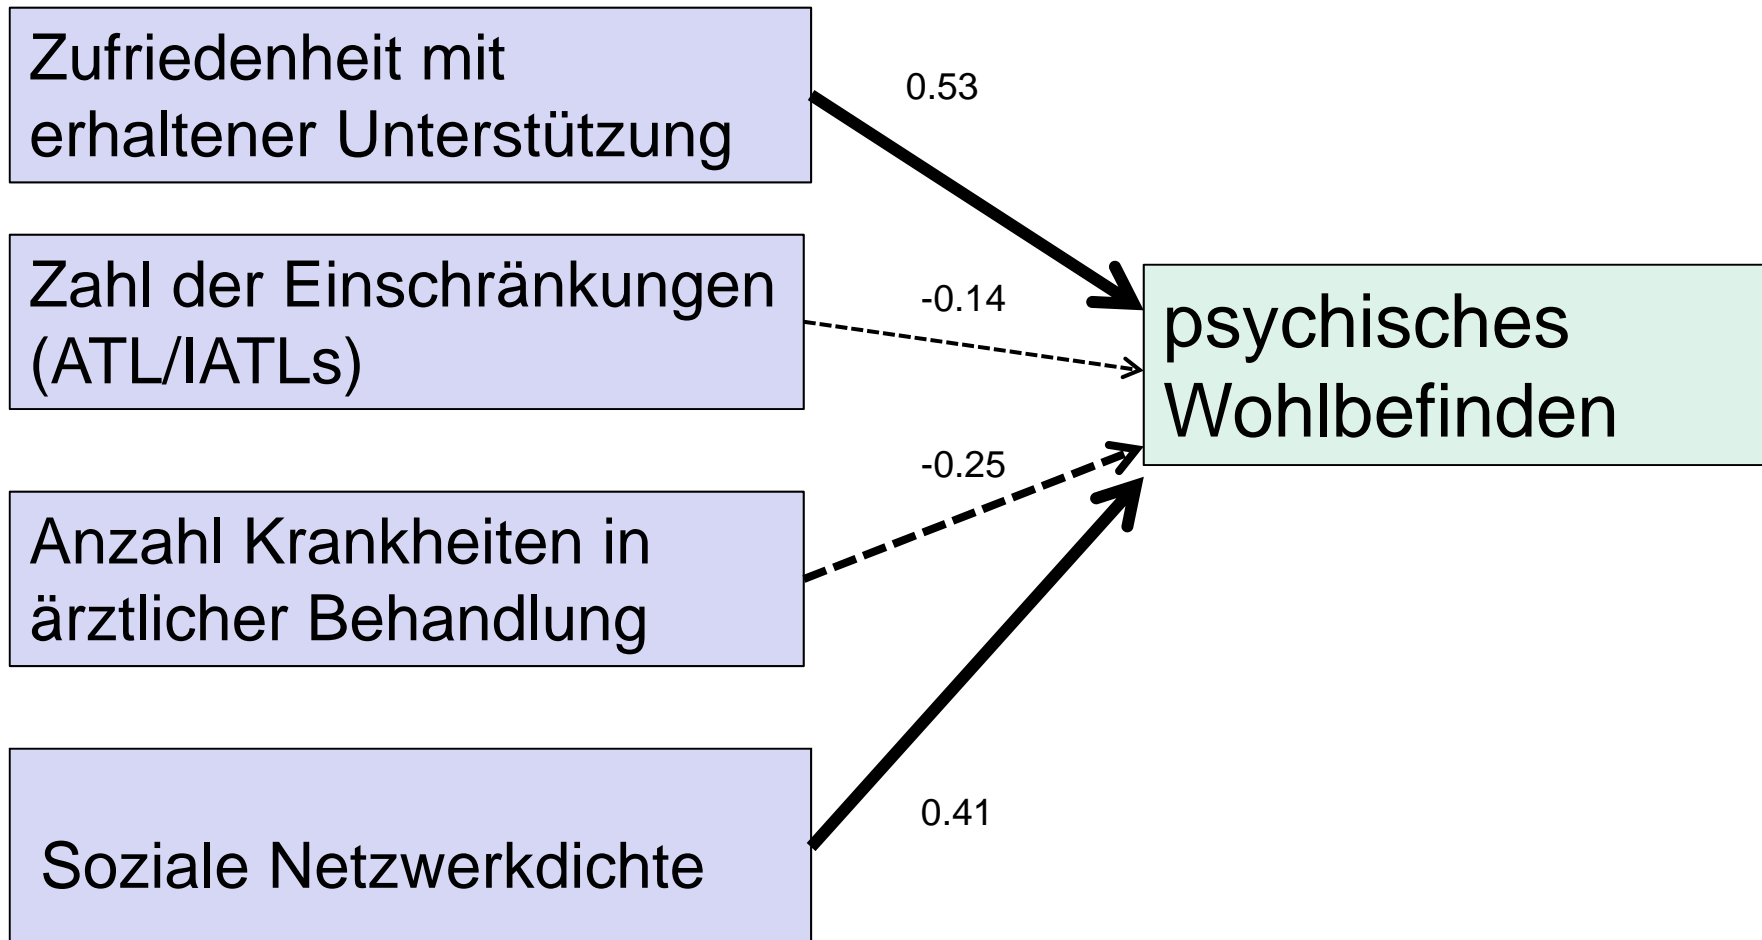 Zufriedenheit mit
erhaltener Unterstützung
0.53
Zahl der Einschränkungen
(ATL/IATLs)
-0.14
psychisches
Wohlbefinden
-0.25
Anzahl Krankheiten in
ärztlicher Behandlung
0.41
Soziale Netzwerkdichte